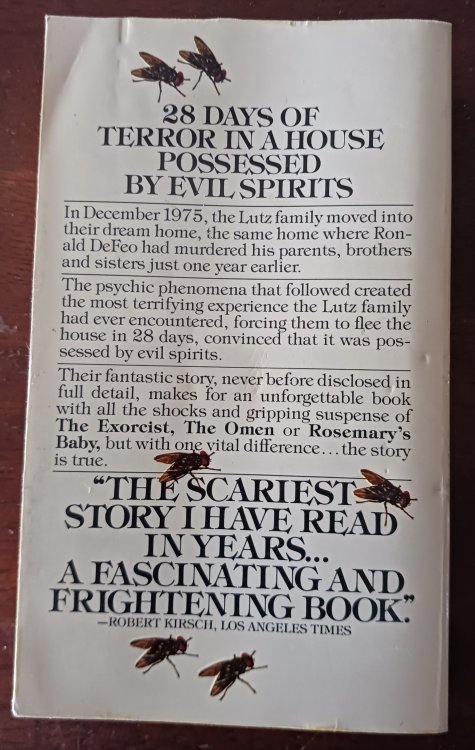 28 DAYS OF
TERROR IN A HOUSE
POSSESSED
BY EVIL SPIRITS
In December 1975, the Lutz family moved into
their dream home, the same home where Ron-
ald DeFeo had murdered his parents, brothers
and sisters just one year earlier.
The psychic phenomena that followed created
the most terrifying experience the Lutz family
had ever encountered, forcing them to flee the
house in 28 days, convinced that it was pos-
sessed by evil spirits.
Their fantastic story, never before disclosed in
full detail, makes for an unforgettable book
with all the shocks and gripping suspense of
The Exorcist, The Omen or Rosemary's
Baby, but with one vital difference...the story
is true.
"THE SCARIEST
STORY I HAVE READ
IN YEARS...
A FASCINATING AND
FRIGHTENING BOOK."
—ROBERT KIRSCH, LOS ANGELES TIMES